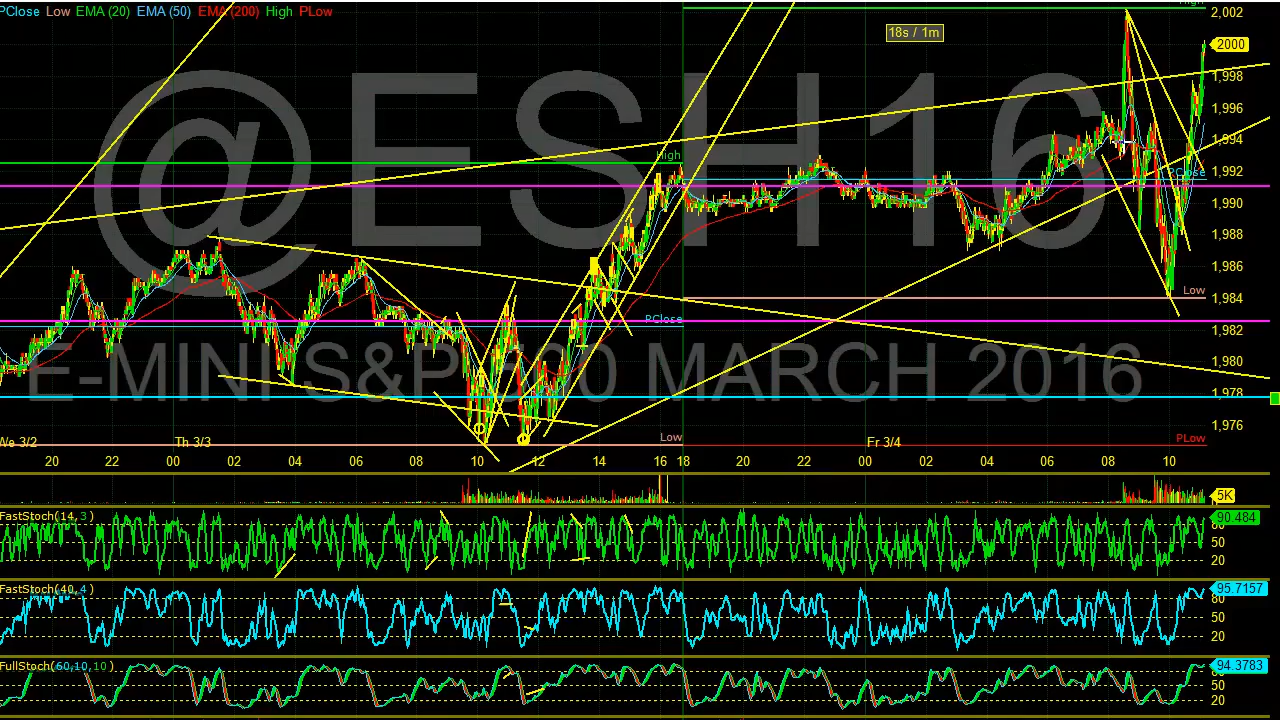 PClose Low EMA (20) EMA (50) EMA (200) High PLow
High
2,002
18s / 1m
2000
1,998
1,996
1,994
1,992
1,990
1,988
1,986
1,984
1,982
1,980
1,978
1,976
@ESH16
E-MINI S&P 500 MARCH 2016
High
PClose
Low
PClose
Low
PLow
We 3/2
Th 3/3
Fr 3/4
20 22 00 02 04 06 08 10 12 14 16 18 20 22 00 02 04 06 08 10
5K
FastStoch(14,3)
90.484
50
20
FastStoch(40,4)
95.7157
80
50
20
FullStoch(60,10,10)
94.3783
50
20